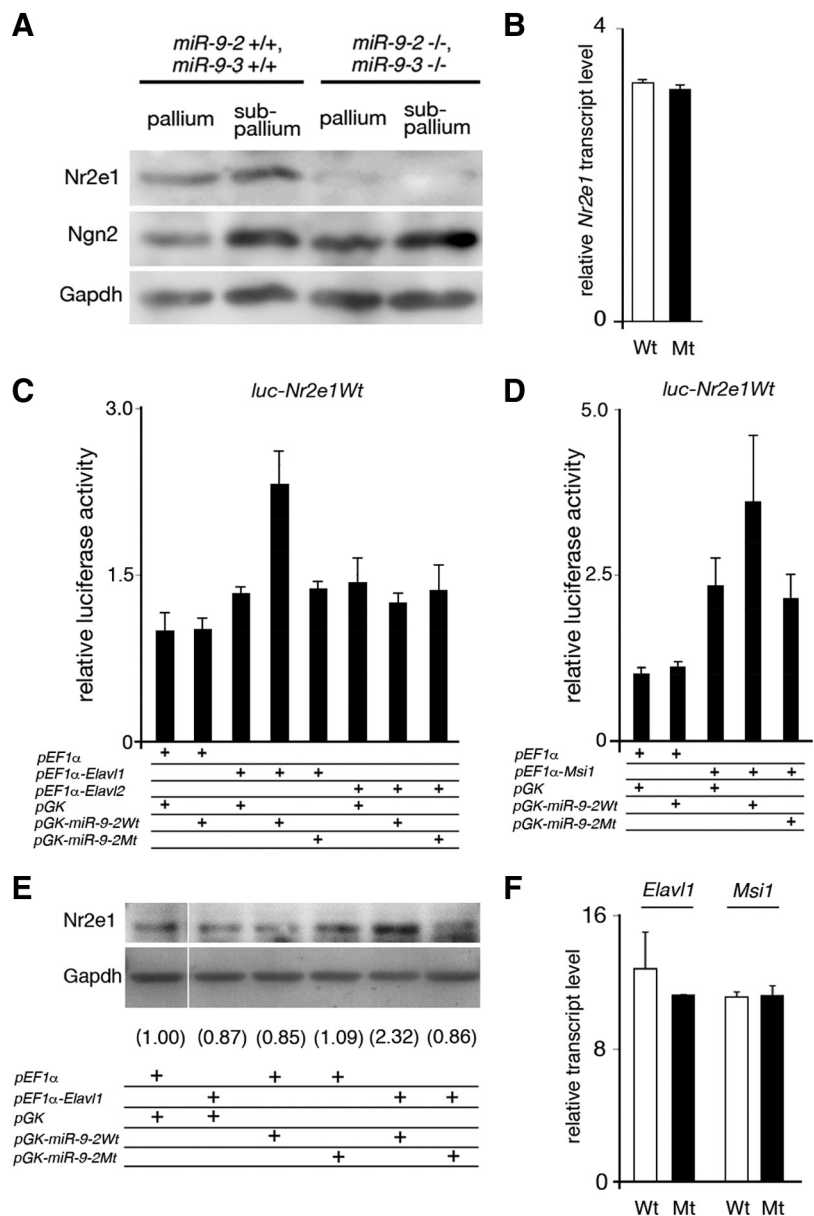 A
miR-9-2 +/+,
miR-9-3 +/+
miR-9-2 -/-,
miR-9-3 -/-
pallium
sub-
pallium
pallium
sub-
pallium
Nr2e1
Ngn2
Gapdh
B
relative Nr2e1 transcript level
4
0
Wt Mt
C
luc-Nr2e1Wt
relative luciferase activity
3.0
1.5
0
pEF1α + +
pEF1α-Elavl1 + + +
pEF1α-Elavl2 + + +
pGK + + +
pGK-miR-9-2Wt + + +
pGK-miR-9-2Mt + +
D
luc-Nr2e1Wt
relative luciferase activity
5.0
2.5
0
pEF1α + +
pEF1α-Msi1 + + +
pGK + +
pGK-miR-9-2Wt + +
pGK-miR-9-2Mt +
E
Nr2e1
Gapdh
(1.00) (0.87) (0.85) (1.09) (2.32) (0.86)
pEF1α + + +
pEF1α-Elavl1 + + +
pGK + +
pGK-miR-9-2Wt + +
pGK-miR-9-2Mt + +
F
Elavl1 Msi1
relative transcript level
16
8
0
Wt Mt Wt Mt